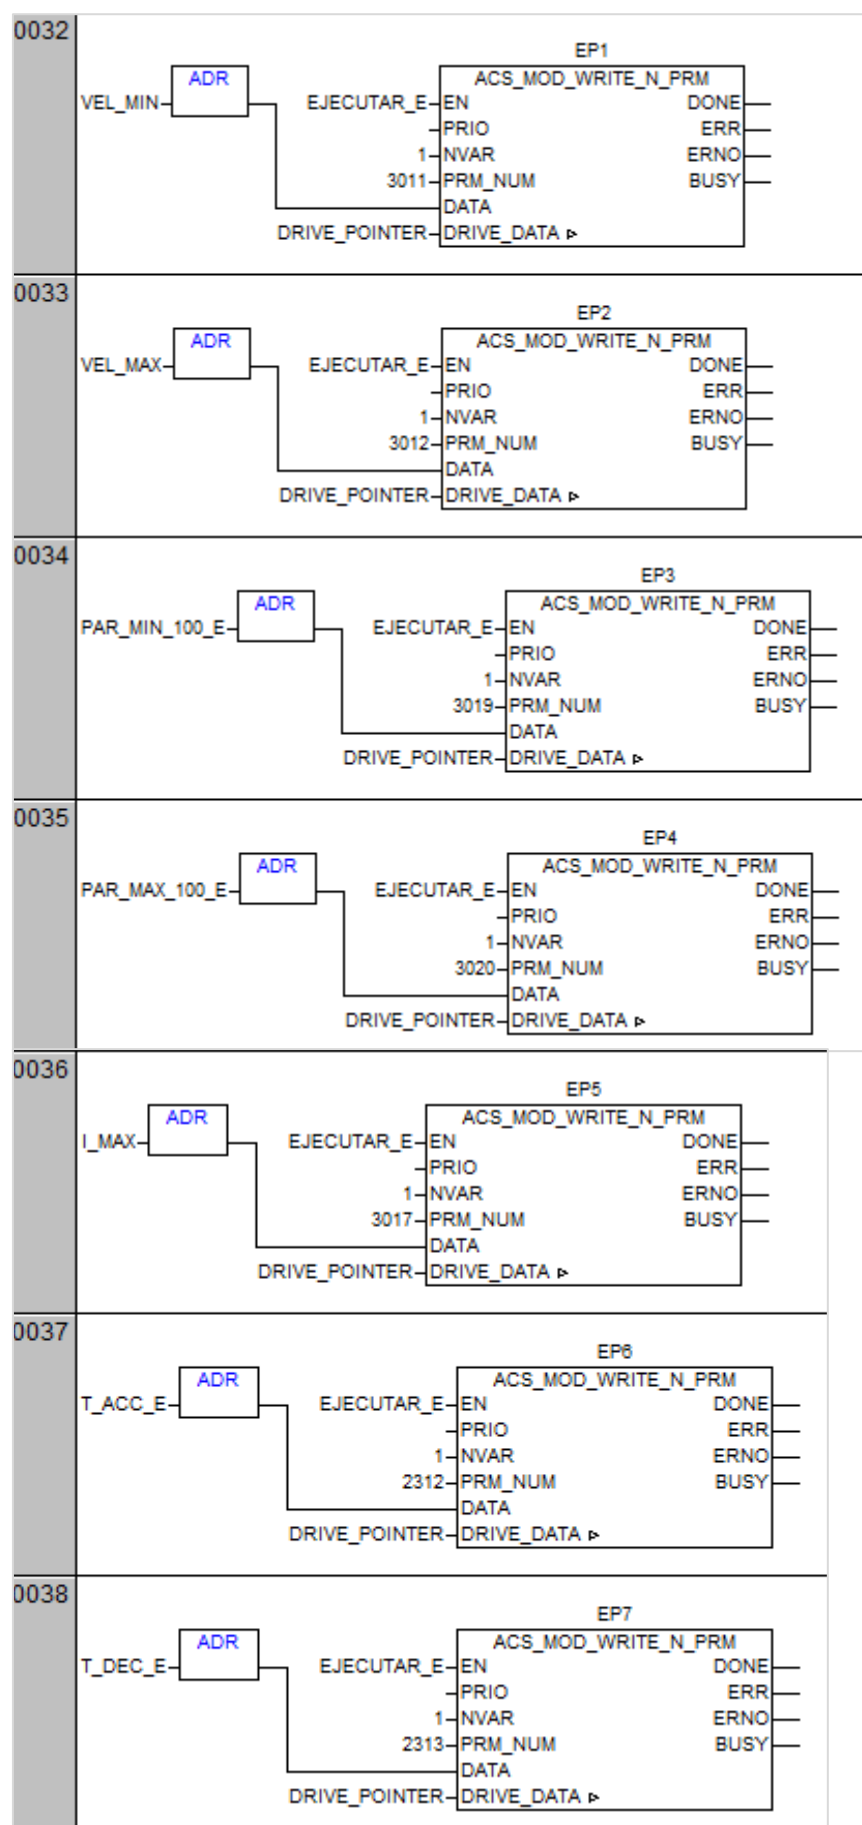 0032
EP1
ADR
ACS_MOD_WRITE_N_PRM
VEL_MIN EJECUTAR_E EN DONE
PRIO ERR
1 NVAR ERNO
3011 PRM_NUM BUSY
DATA
DRIVE_POINTER DRIVE_DATA
0033
EP2
ADR
ACS_MOD_WRITE_N_PRM
VEL_MAX EJECUTAR_E EN DONE
PRIO ERR
1 NVAR ERNO
3012 PRM_NUM BUSY
DATA
DRIVE_POINTER DRIVE_DATA
0034
EP3
ADR
ACS_MOD_WRITE_N_PRM
PAR_MIN_100_E EJECUTAR_E EN DONE
PRIO ERR
1 NVAR ERNO
3019 PRM_NUM BUSY
DATA
DRIVE_POINTER DRIVE_DATA
0035
EP4
ADR
ACS_MOD_WRITE_N_PRM
PAR_MAX_100_E EJECUTAR_E EN DONE
PRIO ERR
1 NVAR ERNO
3020 PRM_NUM BUSY
DATA
DRIVE_POINTER DRIVE_DATA
0036
EP5
ADR
ACS_MOD_WRITE_N_PRM
I_MAX EJECUTAR_E EN DONE
PRIO ERR
1 NVAR ERNO
3017 PRM_NUM BUSY
DATA
DRIVE_POINTER DRIVE_DATA
0037
EP6
ADR
ACS_MOD_WRITE_N_PRM
T_ACC_E EJECUTAR_E EN DONE
PRIO ERR
1 NVAR ERNO
2312 PRM_NUM BUSY
DATA
DRIVE_POINTER DRIVE_DATA
0038
EP7
ADR
ACS_MOD_WRITE_N_PRM
T_DEC_E EJECUTAR_E EN DONE
PRIO ERR
1 NVAR ERNO
2313 PRM_NUM BUSY
DATA
DRIVE_POINTER DRIVE_DATA